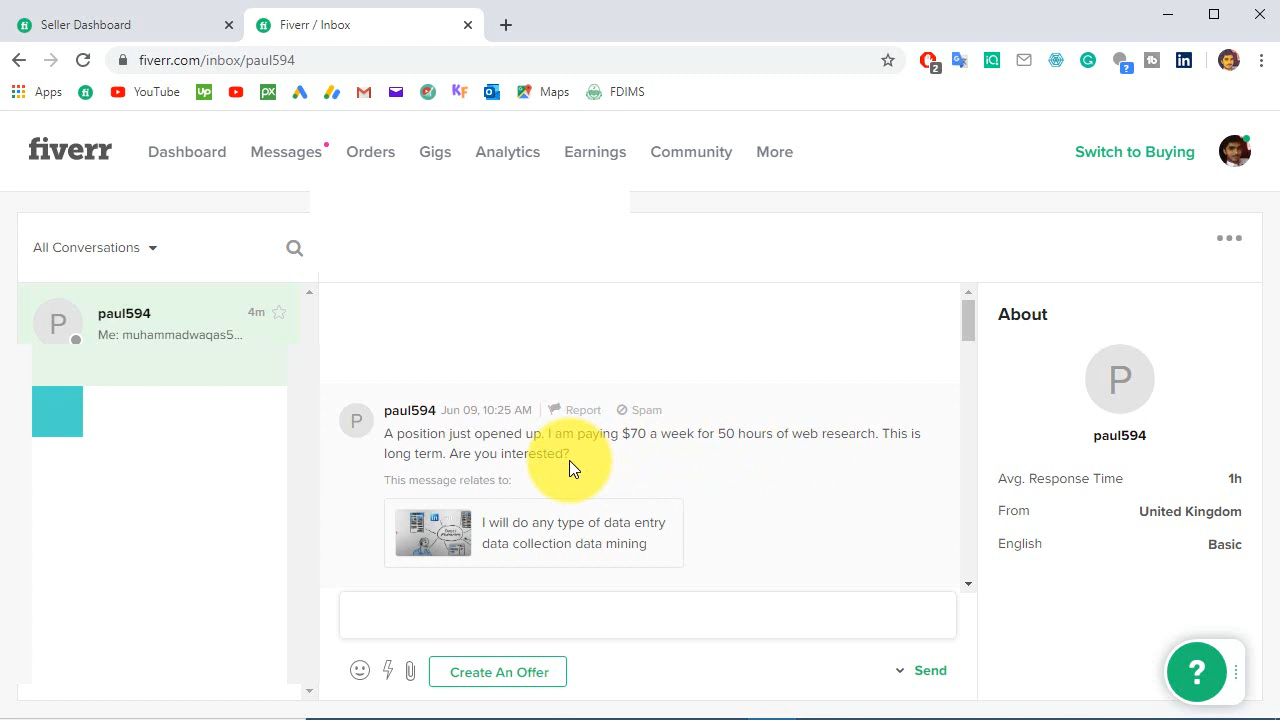 Seller Dashboard
Fiverr / Inbox
fiverr.com/inbox/paul594
2
?
Apps
YouTube
Maps
FDIMS
fiverr
Dashboard
Messages
Orders
Gigs
Analytics
Earnings
Community
More
Switch to Buying
All Conversations
P
paul594
4m
Me: muhammadwaqas5...
P
paul594 Jun 09, 10:25 AM Report Spam
A position just opened up. I am paying $70 a week for 50 hours of web research. This is
long term. Are you interested?
This message relates to:
I will do any type of data entry
data collection data mining
Create An Offer
Send
About
P
paul594
Avg. Response Time 1h
From United Kingdom
English Basic
?